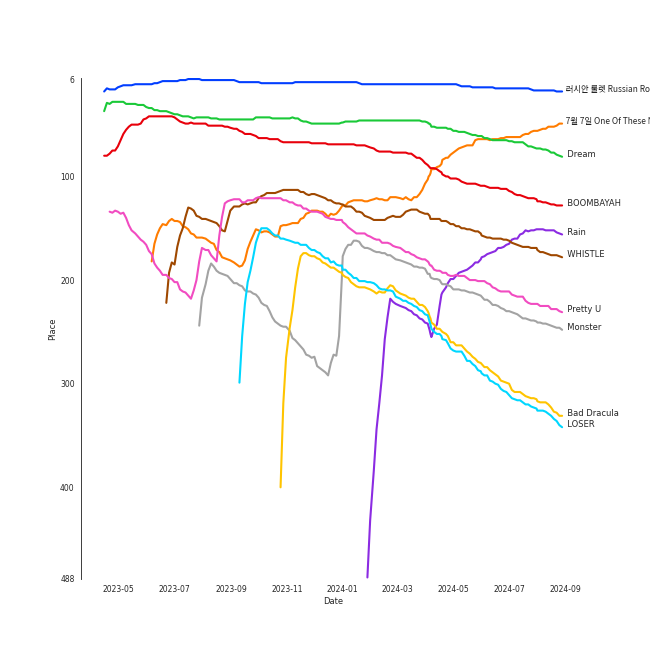 6
100
200
300
400
488
Place
2023-05
2023-07
2023-09
2023-11
2024-01
2024-03
2024-05
2024-07
2024-09
Date
러시안 룰렛 Russian Ro
7월 7일 One Of These
Dream
BOOMBAYAH
Rain
WHISTLE
Pretty U
Monster
Bad Dracula
LOSER